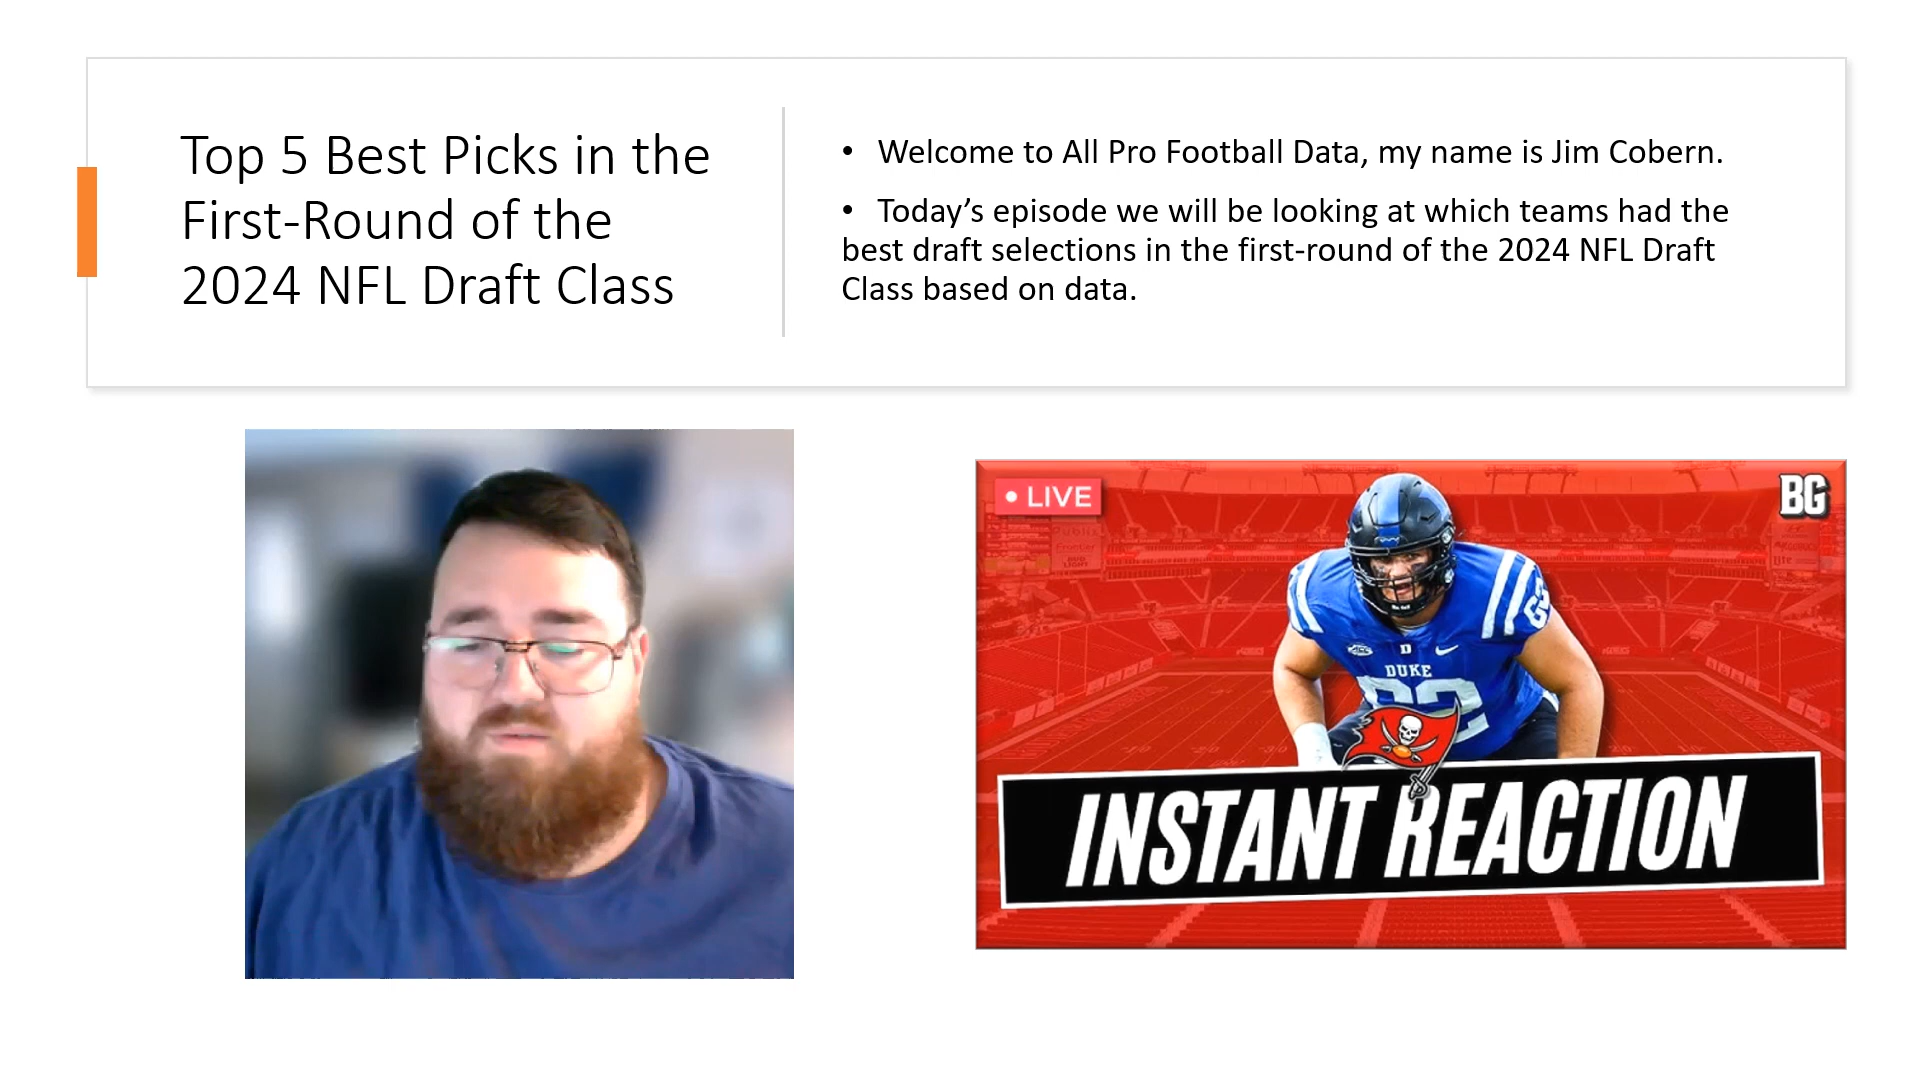 Top 5 Best Picks in the
First-Round of the
2024 NFL Draft Class
• Welcome to All Pro Football Data, my name is Jim Cobern.
• Today’s episode we will be looking at which teams had the
best draft selections in the first-round of the 2024 NFL Draft
Class based on data.
• LIVE
BG
ACC
D
DUKE
62
INSTANT REACTION